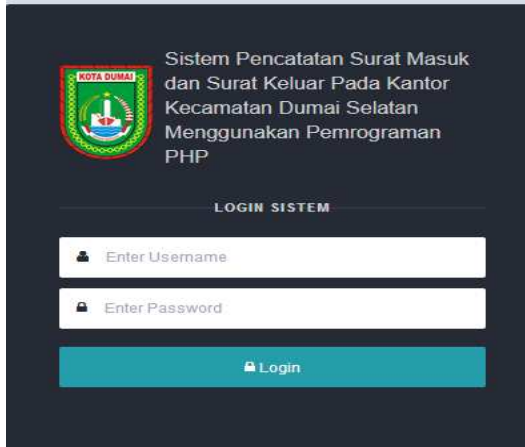 KOTA DUMAI
Sistem Pencatatan Surat Masuk
dan Surat Keluar Pada Kantor
Kecamatan Dumai Selatan
Menggunakan Pemrograman
PHP
LOGIN SISTEM
Enter Username
Enter Password
Login